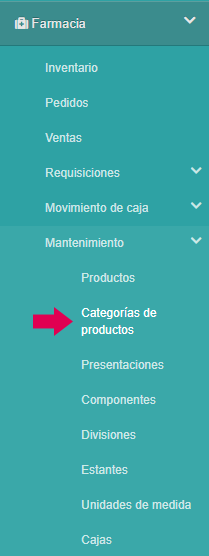 Farmacia
Inventario
Pedidos
Ventas
Requisiciones
Movimiento de caja
Mantenimiento
Productos
Categorías de
productos
Presentaciones
Componentes
Divisiones
Estantes
Unidades de medida
Cajas